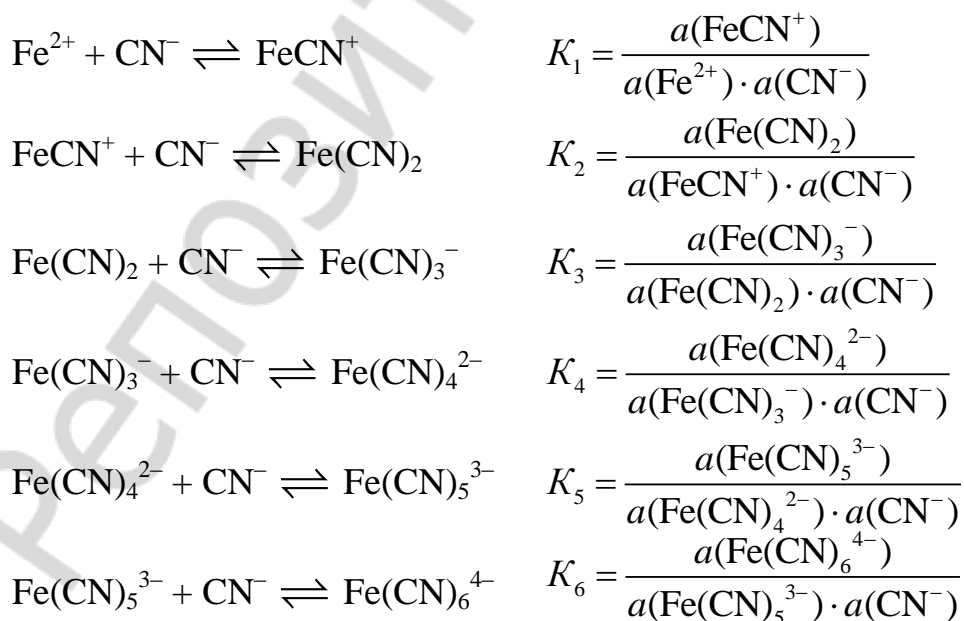 Fe²⁺ + CN⁻ ⇌ FeCN⁺ K₁ = a(FeCN⁺) / a(Fe²⁺) · a(CN⁻)
FeCN⁺ + CN⁻ ⇌ Fe(CN)₂ K₂ = a(Fe(CN)₂) / a(FeCN⁺) · a(CN⁻)
Fe(CN)₂ + CN⁻ ⇌ Fe(CN)₃⁻ K₃ = a(Fe(CN)₃⁻) / a(Fe(CN)₂) · a(CN⁻)
Fe(CN)₃⁻ + CN⁻ ⇌ Fe(CN)₄²⁻ K₄ = a(Fe(CN)₄²⁻) / a(Fe(CN)₃⁻) · a(CN⁻)
Fe(CN)₄²⁻ + CN⁻ ⇌ Fe(CN)₅³⁻ K₅ = a(Fe(CN)₅³⁻) / a(Fe(CN)₄²⁻) · a(CN⁻)
Fe(CN)₅³⁻ + CN⁻ ⇌ Fe(CN)₆⁴⁻ K₆ = a(Fe(CN)₆⁴⁻) / a(Fe(CN)₅³⁻) · a(CN⁻)